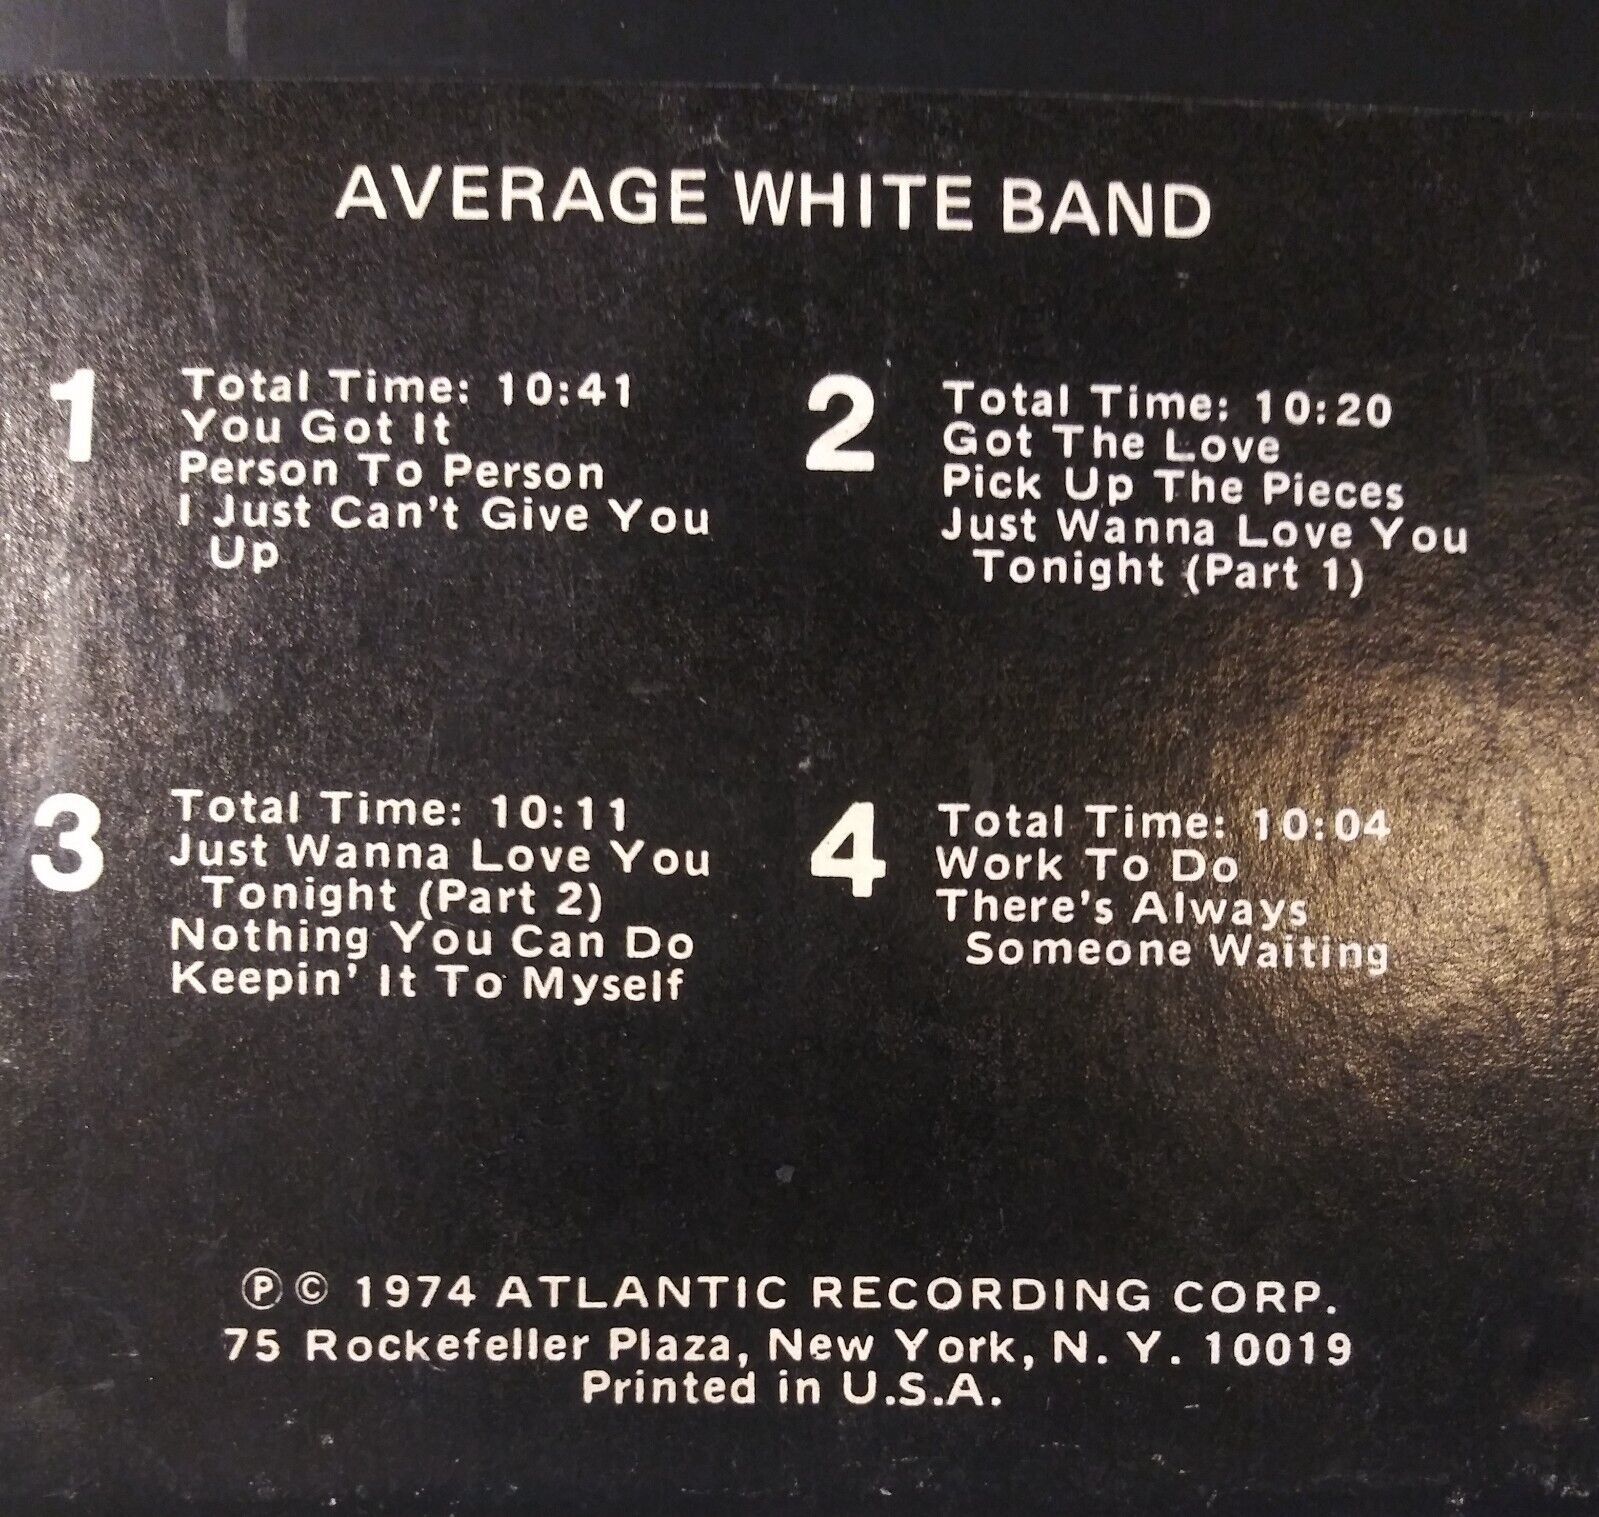 AVERAGE WHITE BAND
1
Total Time: 10:41
You Got It
Person To Person
I Just Can't Give You
Up
2
Total Time: 10:20
Got The Love
Pick Up The Pieces
Just Wanna Love You
Tonight (Part 1)
3
Total Time: 10:11
Just Wanna Love You
Tonight (Part 2)
Nothing You Can Do
Keepin' It To Myself
4
Total Time: 10:04
Work To Do
There's Always
Someone Waiting
Ⓟ © 1974 ATLANTIC RECORDING CORP.
75 Rockefeller Plaza, New York, N. Y. 10019
Printed in U.S.A.